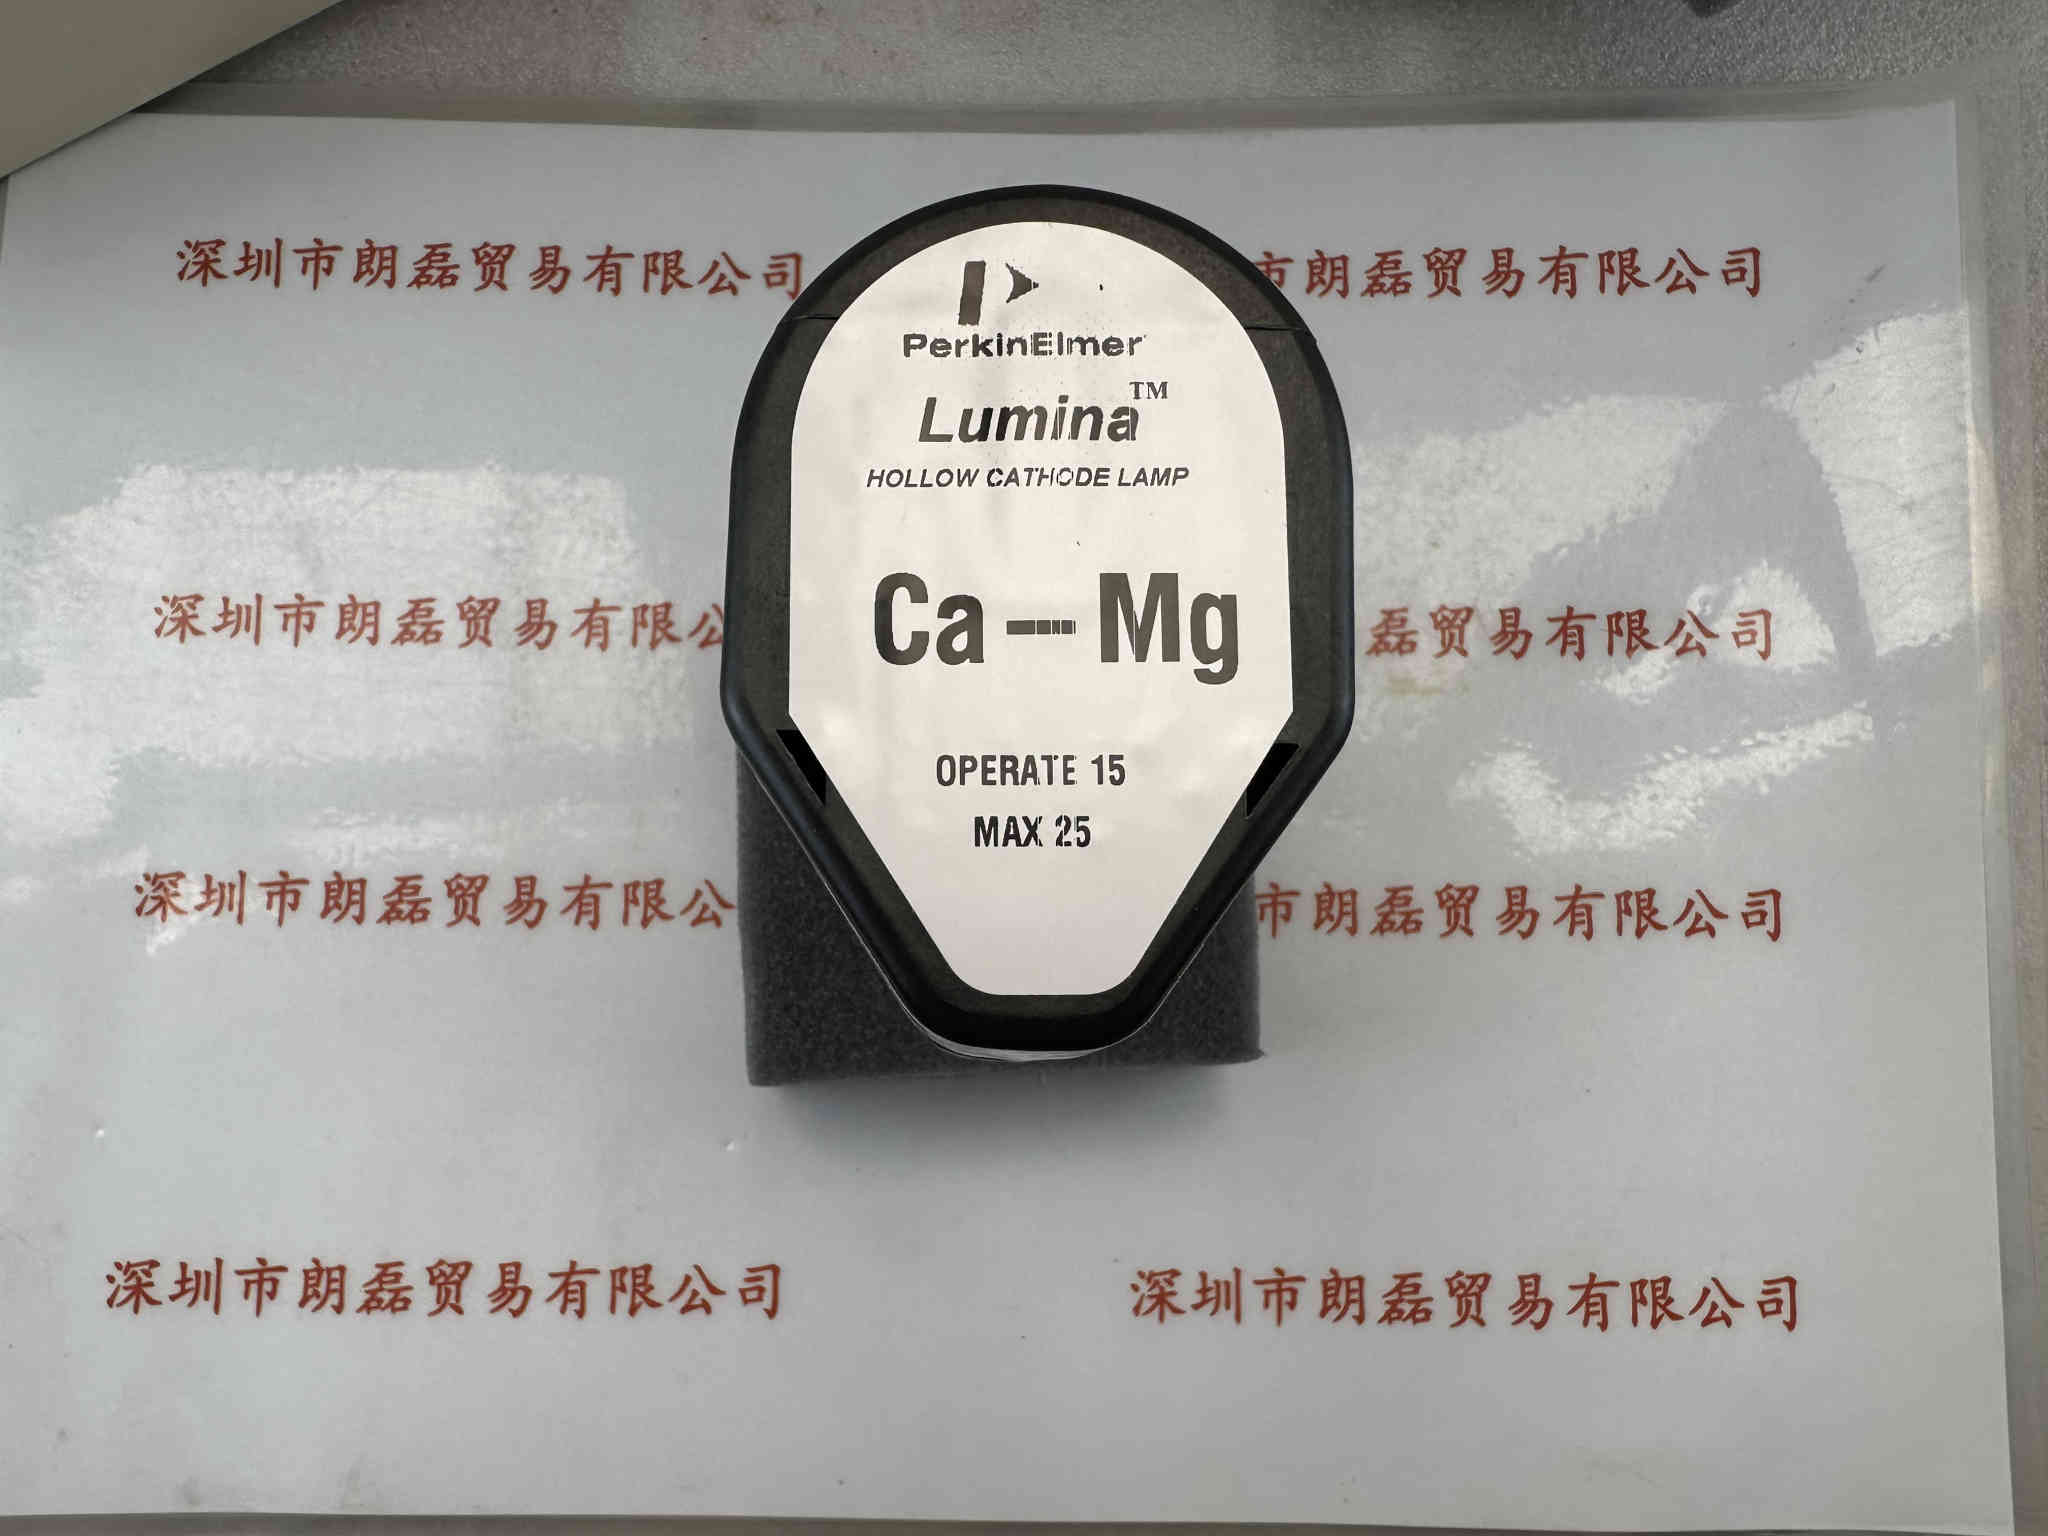 深圳市朗磊贸易有限公司
市朗磊贸易有限公司
PerkinElmer
Lumina™
HOLLOW CATHODE LAMP
Ca-Mg
深圳市朗磊贸易有限公
磊贸易有限公司
OPERATE 15
MAX 25
深圳市朗磊贸易有限公
市朗磊贸易有限公司
深圳市朗磊贸易有限公司
深圳市朗磊贸易有限公司